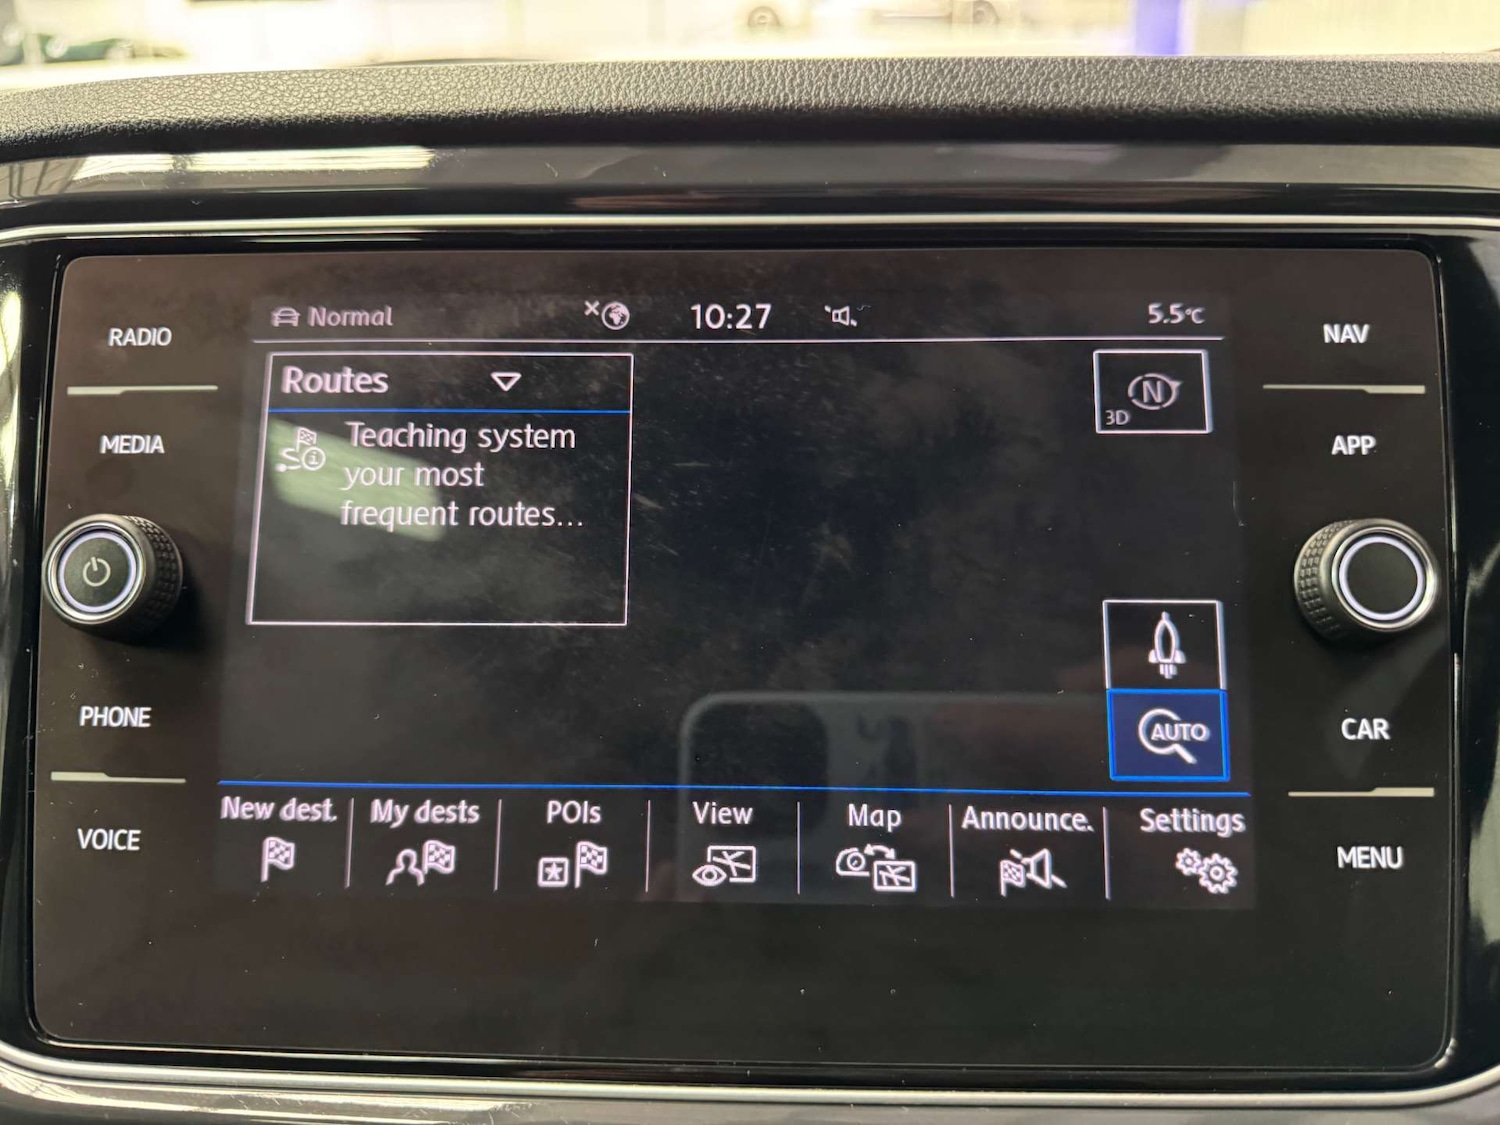 RADIO
MEDIA
PHONE
VOICE
Normal
10:27
5.5°C
Routes
Teaching system
your most
frequent routes...
N
3D
AUTO
New dest.
My dests
POIs
View
Map
Announce.
Settings
NAV
APP
CAR
MENU